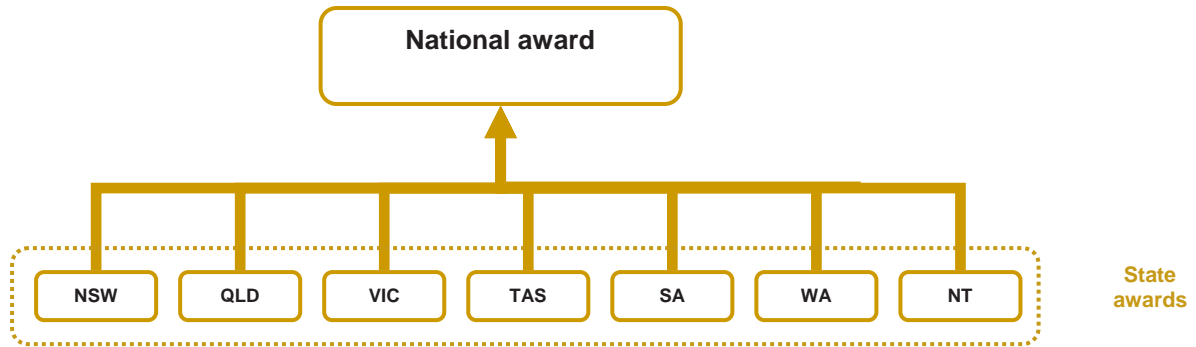 National award
NSW
QLD
VIC
TAS
SA
WA
NT
State
awards